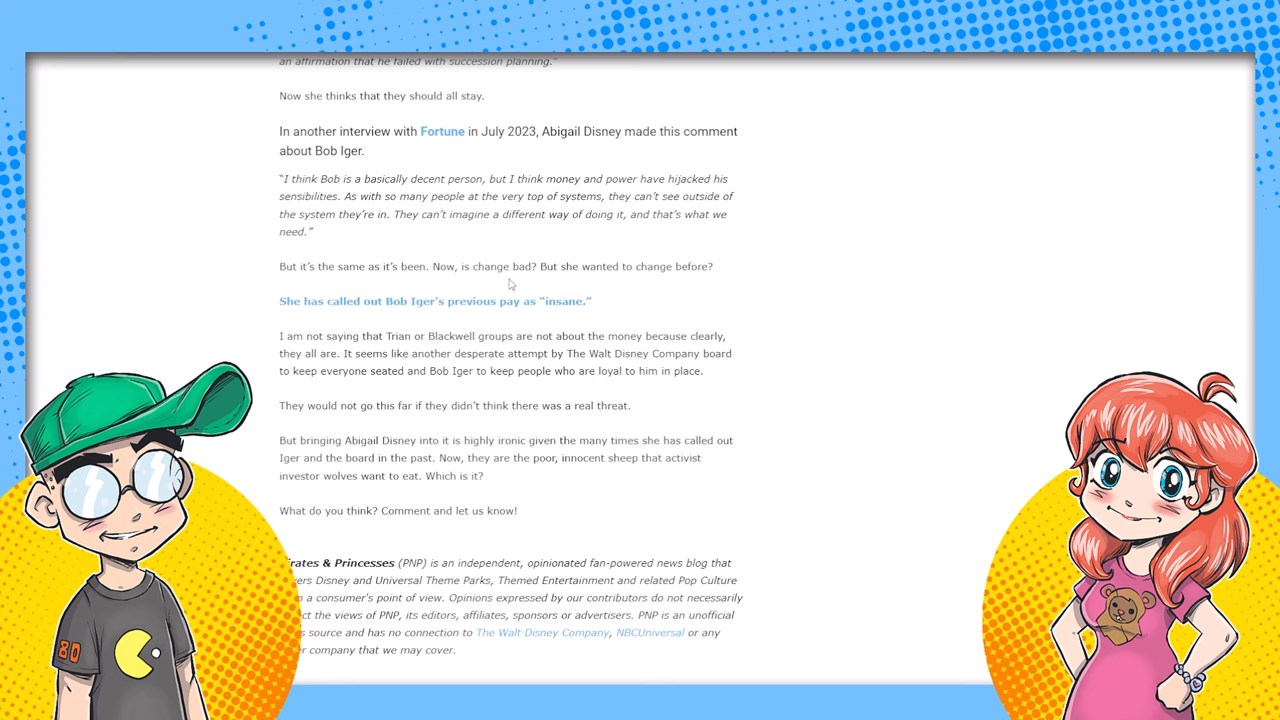 an affirmation that he failed with succession planning."
Now she thinks that they should all stay.
In another interview with Fortune in July 2023, Abigail Disney made this comment
about Bob Iger.
“I think Bob is a basically decent person, but I think money and power have hijacked his
sensibilities. As with so many people at the very top of systems, they can’t see outside of
the system they’re in. They can’t imagine a different way of doing it, and that’s what we
need.”
But it’s the same as it’s been. Now, is change bad? But she wanted to change before?
She has called out Bob Iger’s previous pay as “insane.”
I am not saying that Trian or Blackwell groups are not about the money because clearly,
they all are. It seems like another desperate attempt by The Walt Disney Company board
to keep everyone seated and Bob Iger to keep people who are loyal to him in place.
They would not go this far if they didn’t think there was a real threat.
But bringing Abigail Disney into it is highly ironic given the many times she has called out
Iger and the board in the past. Now, they are the poor, innocent sheep that activist
investor wolves want to eat. Which is it?
What do you think? Comment and let us know!
irates & Princesses (PNP) is an independent, opinionated fan-powered news blog that
ers Disney and Universal Theme Parks, Themed Entertainment and related Pop Culture
a consumer's point of view. Opinions expressed by our contributors do not necessarily
ct the views of PNP, its editors, affiliates, sponsors or advertisers. PNP is an unofficial
source and has no connection to The Walt Disney Company, NBCUniversal or any
company that we may cover.
80